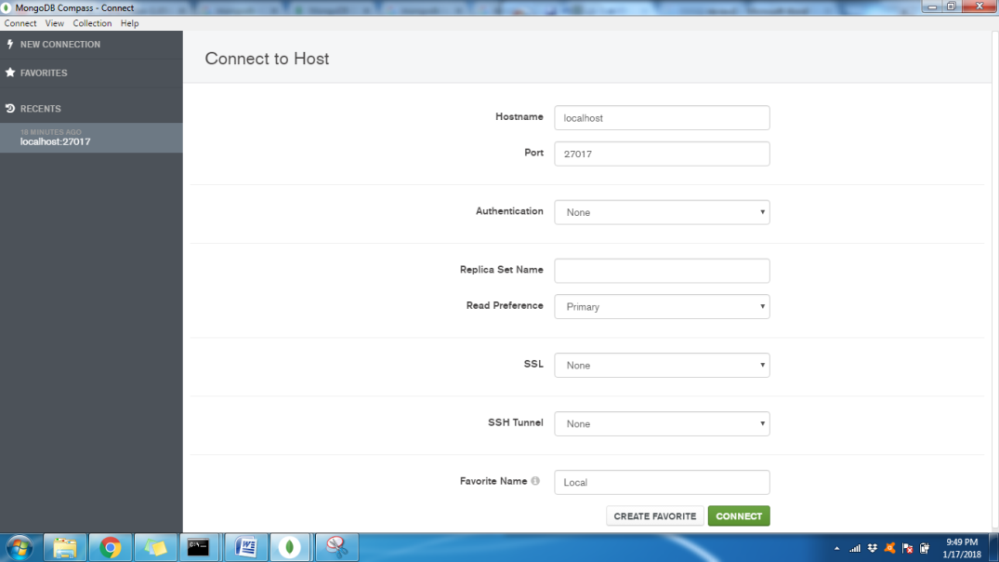 MongoDB Compass - Connect
Connect View Collection Help
NEW CONNECTION
FAVORITES
RECENTS
18 MINUTES AGO
localhost:27017
Connect to Host
Hostname localhost
Port 27017
Authentication None
Replica Set Name
Read Preference Primary
SSL None
SSH Tunnel None
Favorite Name Local
CREATE FAVORITE CONNECT
9:49 PM
1/17/2018